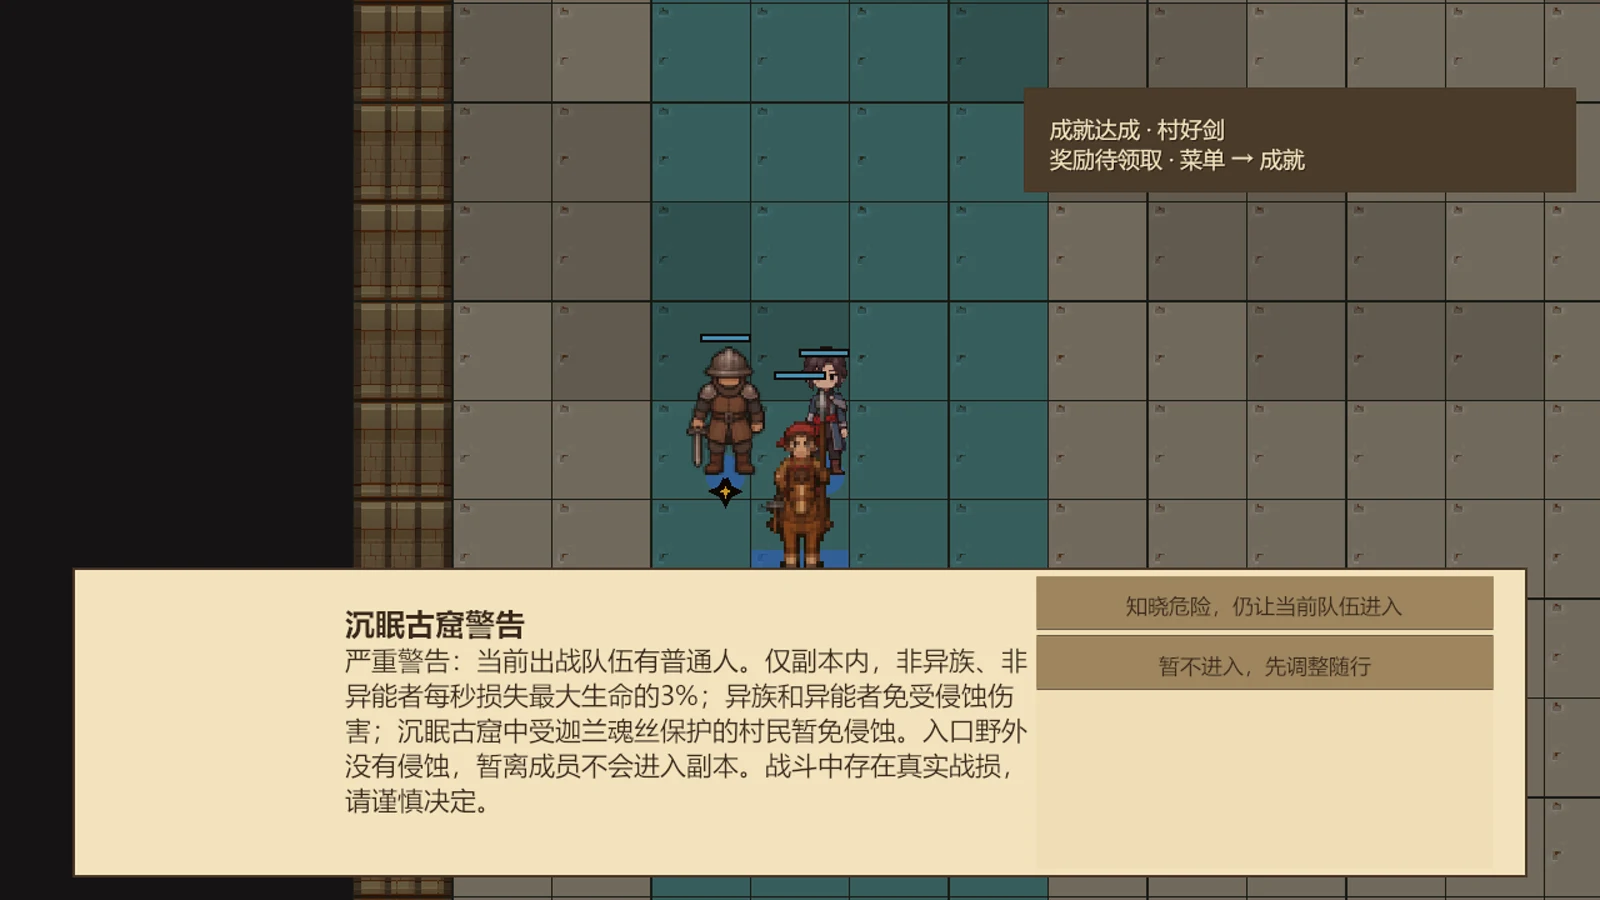 成就达成 · 村好剑
奖励待领取 · 菜单 → 成就
沉眠古窟警告
严重警告：当前出战队伍有普通人。仅副本内，非异族、非
异能者每秒损失最大生命的3%；异族和异能者免受侵蚀伤
害；沉眠古窟中受迦兰魂丝保护的村民暂免侵蚀。入口野外
没有侵蚀，暂离成员不会进入副本。战斗中存在真实战损，
请谨慎决定。
知晓危险，仍让当前队伍进入
暂不进入，先调整随行